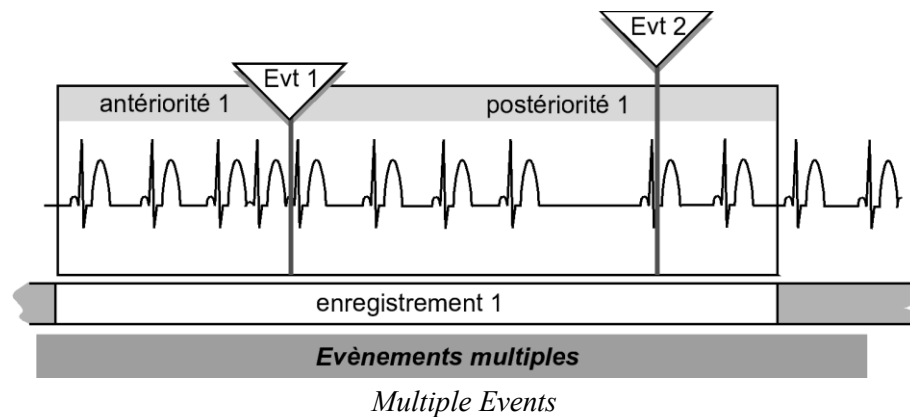 Evt 2
Evt 1
antériorité 1
postériorité 1
enregistrement 1
Evènements multiples
Multiple Events